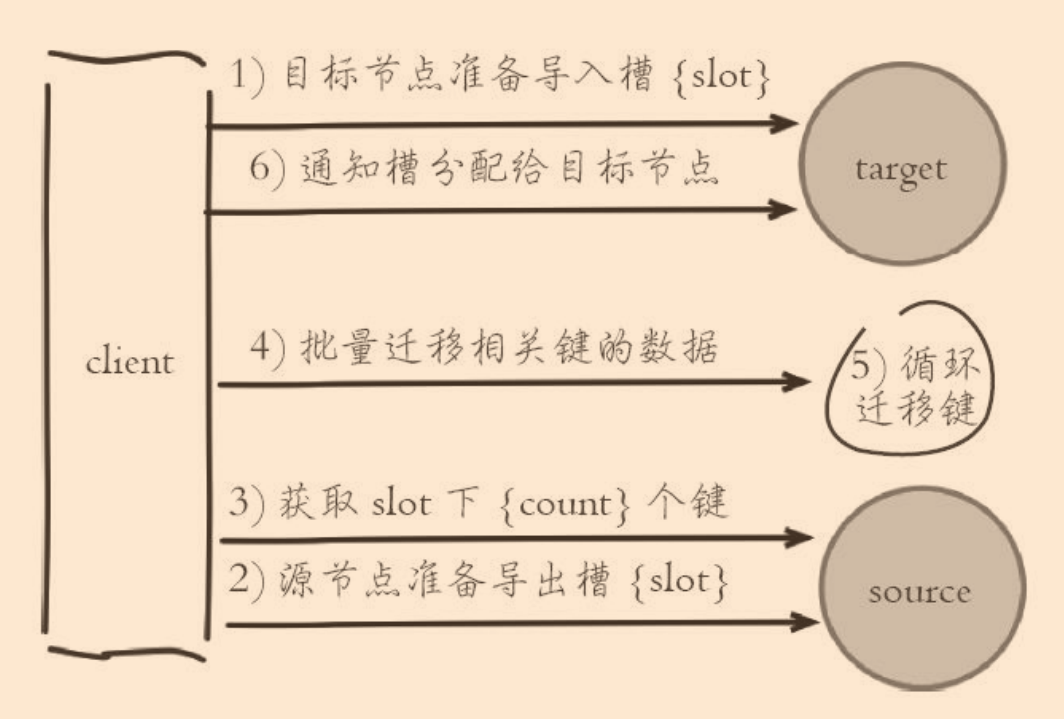 1) 目标节点准备导入槽 {slot}
6) 通知槽分配给目标节点
target
client
4) 批量迁移相关键的数据
5) 循环
迁移键
3) 获取 slot 下 {count} 个键
2) 源节点准备导出槽 {slot}
source